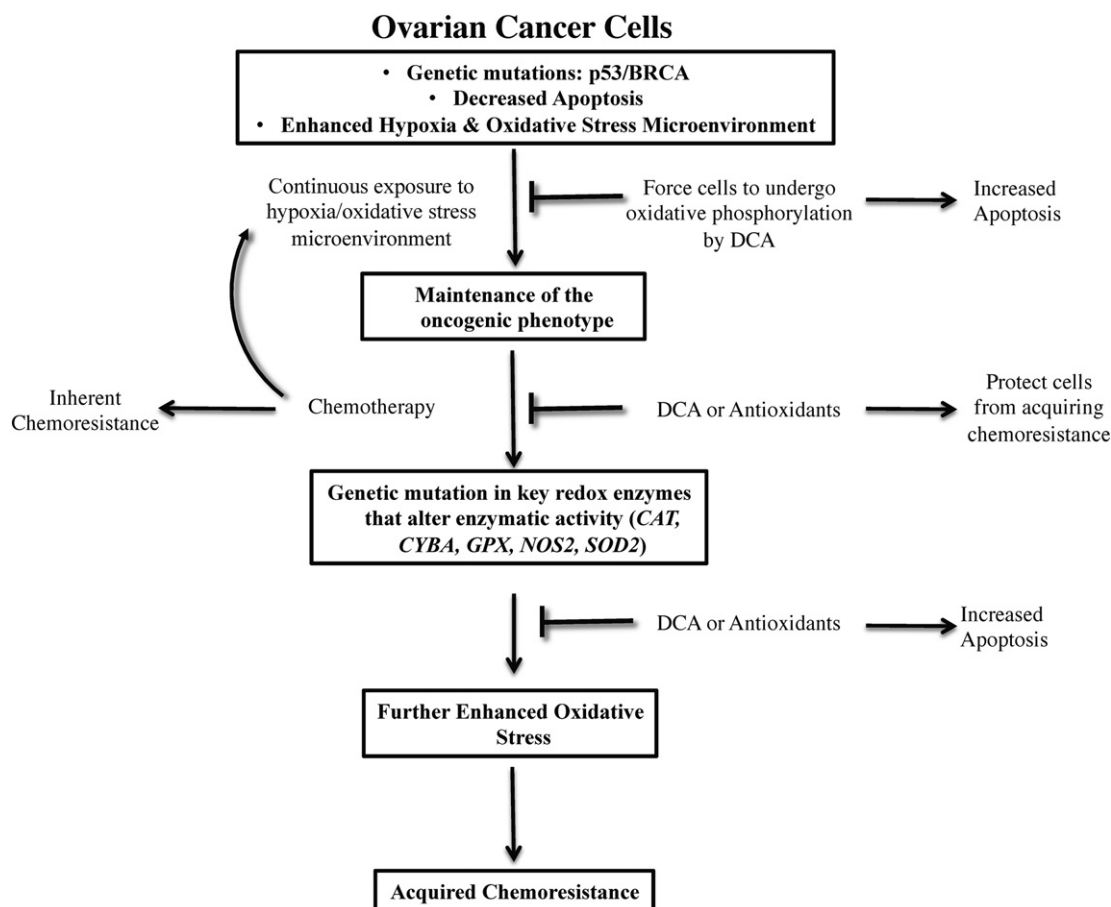 Ovarian Cancer Cells
• Genetic mutations: p53/BRCA
• Decreased Apoptosis
• Enhanced Hypoxia & Oxidative Stress Microenvironment
Continuous exposure to
hypoxia/oxidative stress
microenvironment
Force cells to undergo
oxidative phosphorylation
by DCA
Increased
Apoptosis
Maintenance of the
oncogenic phenotype
Inherent
Chemoresistance
Chemotherapy
DCA or Antioxidants
Protect cells
from acquiring
chemoresistance
Genetic mutation in key redox enzymes
that alter enzymatic activity (CAT,
CYBA, GPX, NOS2, SOD2)
DCA or Antioxidants
Increased
Apoptosis
Further Enhanced Oxidative
Stress
Acquired Chemoresistance